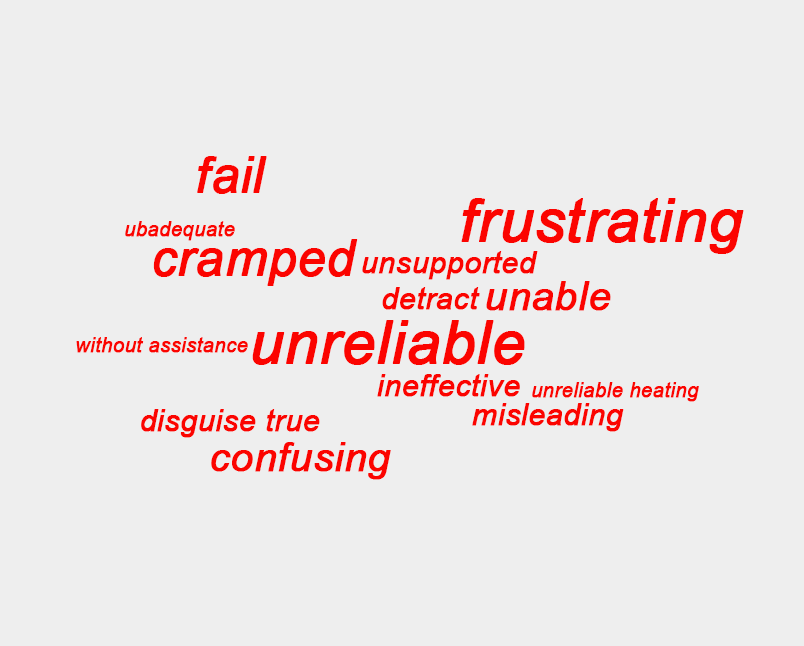 fail
frustrating
ubadequate
cramped
unsupported
detract
unable
without assistance
unreliable
ineffective
unreliable heating
disguise true
misleading
confusing